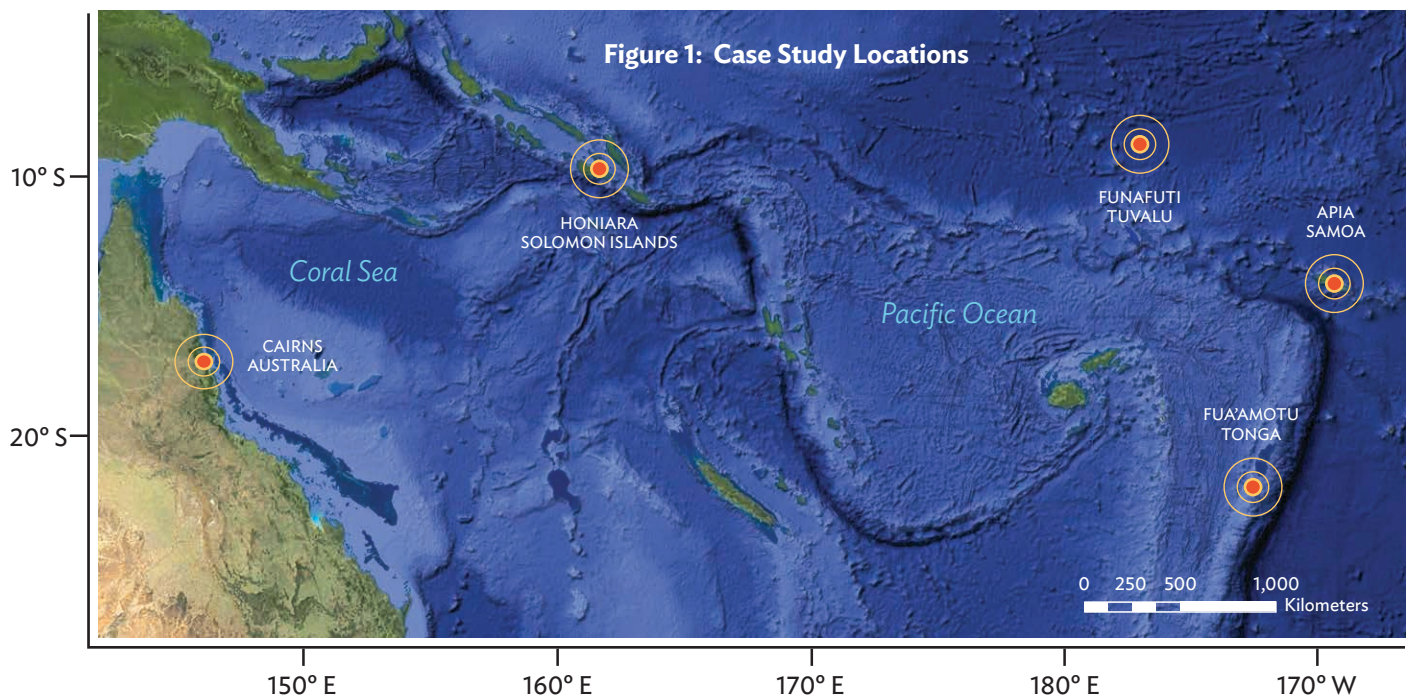 Figure 1: Case Study Locations
10° S
20° S
HONIARA
SOLOMON ISLANDS
FUNAFUTI
TUVALU
APIA
SAMOA
Coral Sea
Pacific Ocean
CAIRNS
AUSTRALIA
FUA'AMOTU
TONGA
0 250 500 1,000
Kilometers
150° E 160° E 170° E 180° E 170° W